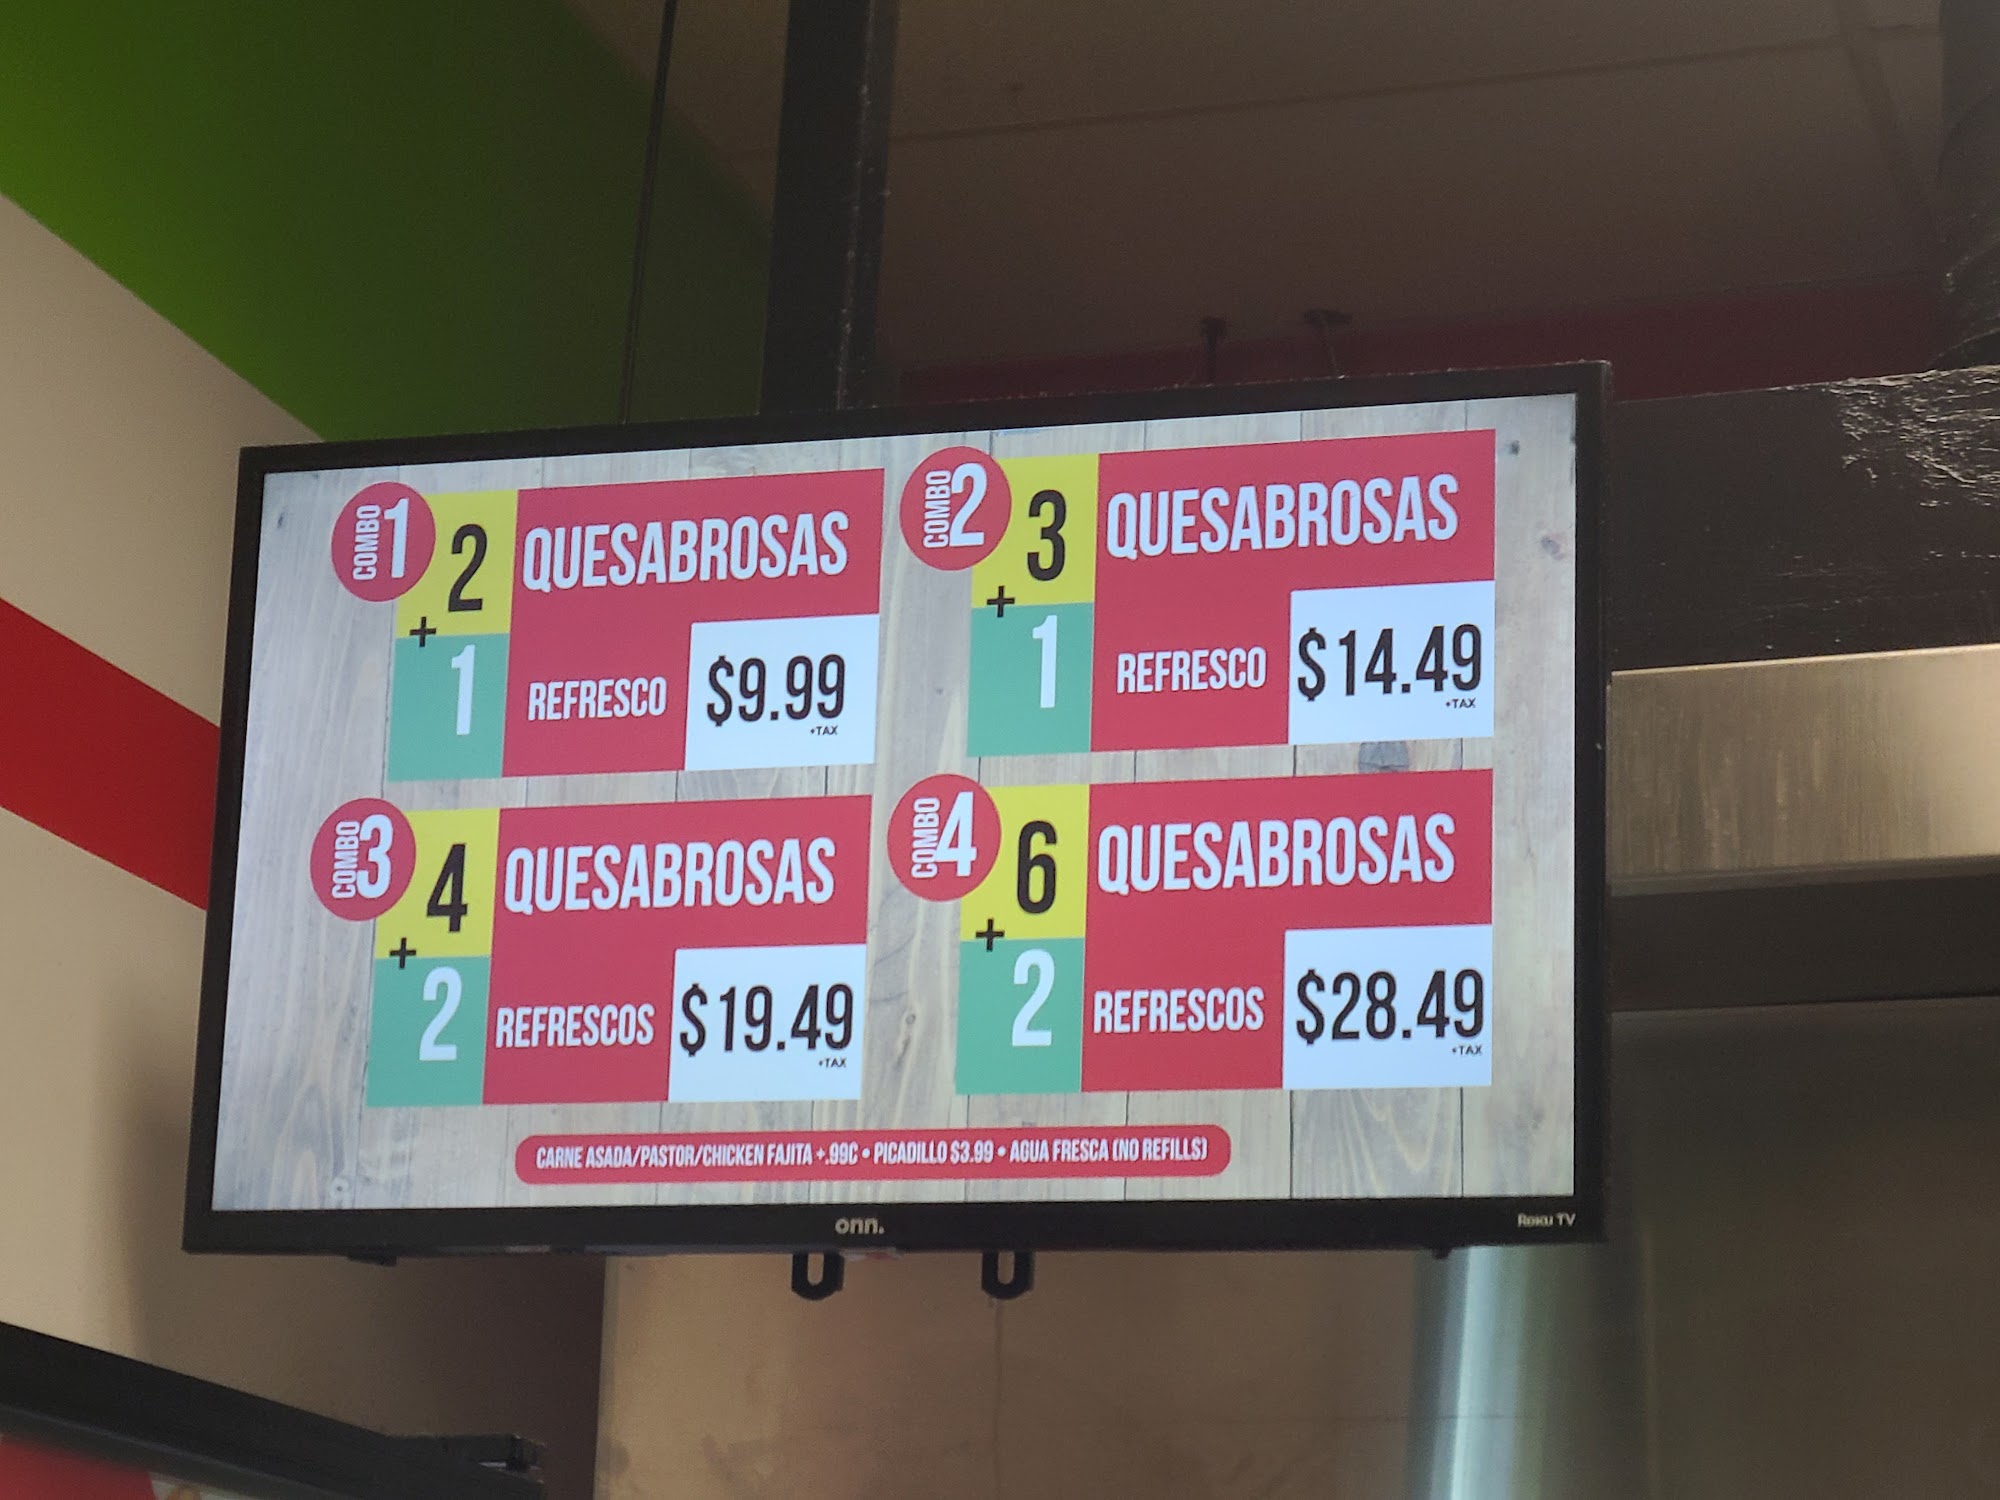 COMBO 1
2 QUESABROSAS
+
1 REFRESCO $9.99
+TAX
COMBO 2
3 QUESABROSAS
+
1 REFRESCO $14.49
+TAX
COMBO 3
4 QUESABROSAS
+
2 REFRESCOS $19.49
+TAX
COMBO 4
6 QUESABROSAS
+
2 REFRESCOS $28.49
+TAX
CARNE ASADA/PASTOR/CHICKEN FAJITA +.99C • PICADILLO $3.99 • AGUA FRESCA (NO REFILLS)
onn.
Roku TV